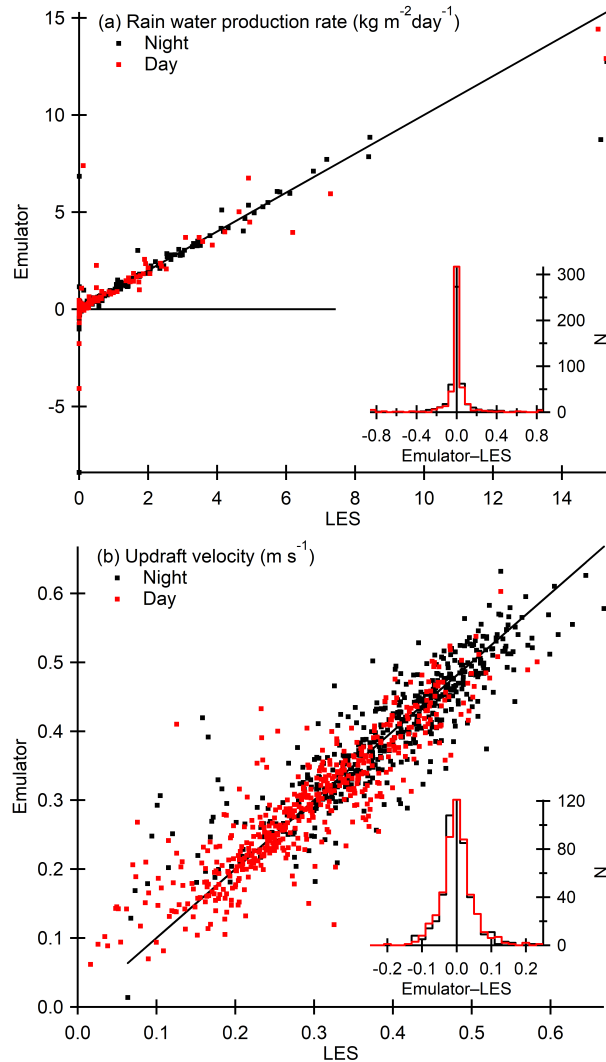 (a) Rain water production rate (kg m⁻²day⁻¹)
Night
Day
15
10
5
0
-5
Emulator
0 2 4 6 8 10 12 14
LES
300
200
100
0
N
-0.8 -0.4 0.0 0.4 0.8
Emulator–LES
(b) Updraft velocity (m s⁻¹)
Night
Day
0.6
0.5
0.4
0.3
0.2
0.1
0.0
Emulator
0.0 0.1 0.2 0.3 0.4 0.5 0.6
LES
120
80
40
0
N
-0.2 -0.1 0.0 0.1 0.2
Emulator–LES